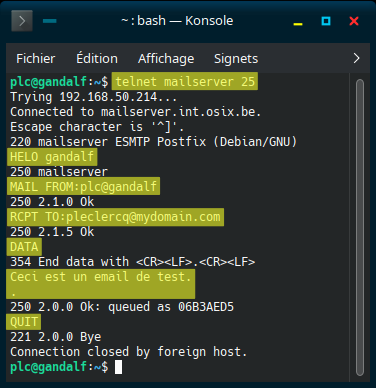 ~ : bash — Konsole
Fichier Édition Affichage Signets
plc@gandalf:~$ telnet mailserver 25
Trying 192.168.50.214...
Connected to mailserver.int.osix.be.
Escape character is '^]'.
220 mailserver ESMTP Postfix (Debian/GNU)
HELO gandalf
250 mailserver
MAIL FROM:plc@gandalf
250 2.1.0 Ok
RCPT TO:pleclercq@mydomain.com
250 2.1.5 Ok
DATA
354 End data with <CR><LF>.<CR><LF>
Ceci est un email de test.
.
250 2.0.0 Ok: queued as 06B3AED5
QUIT
221 2.0.0 Bye
Connection closed by foreign host.
plc@gandalf:~$